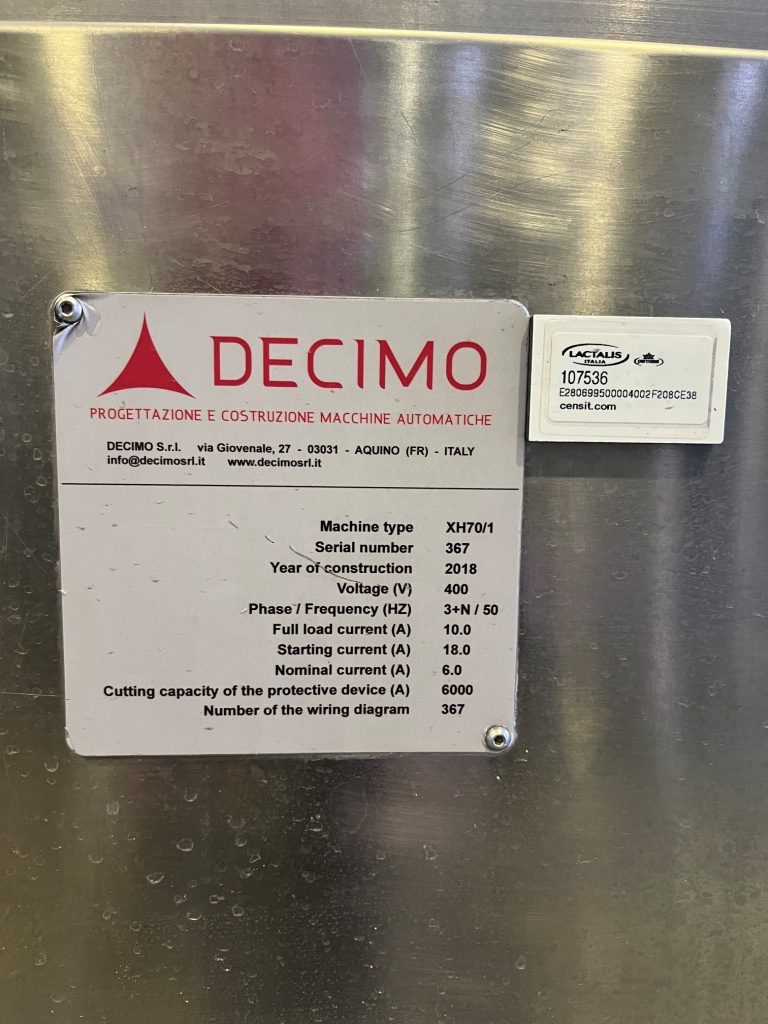 DECIMO
PROGETTAZIONE E COSTRUZIONE MACCHINE AUTOMATICHE
DECIMO S.r.l. via Giovenale, 27 - 03031 - AQUINO (FR) - ITALY
info@decimosrl.it www.decimosrl.it
Machine type XH70/1
Serial number 367
Year of construction 2018
Voltage (V) 400
Phase / Frequency (HZ) 3+N / 50
Full load current (A) 10.0
Starting current (A) 18.0
Nominal current (A) 6.0
Cutting capacity of the protective device (A) 6000
Number of the wiring diagram 367
LACTALIS
ITALIA
107536
E280699500004002F208CE38
censit.com